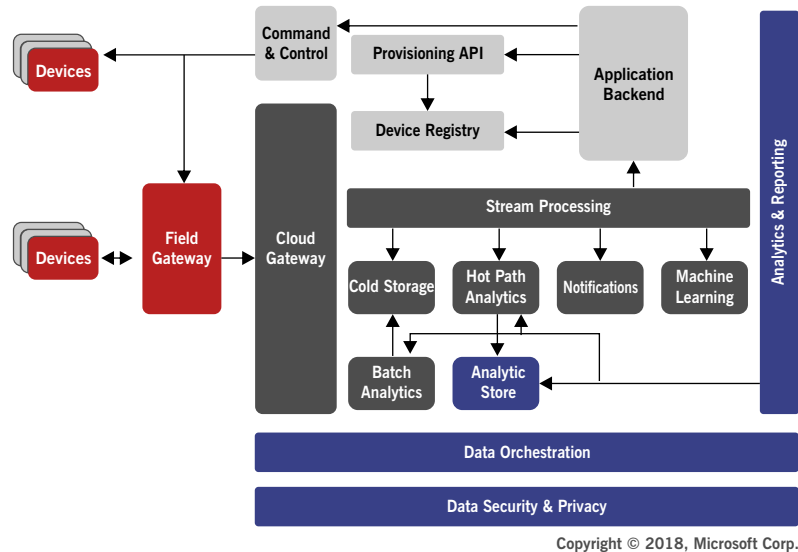 Command
& Control
Devices
Provisioning API
Application
Backend
Device Registry
Analytics & Reporting
Stream Processing
Devices
Field
Gateway
Cloud
Gateway
Cold Storage
Hot Path
Analytics
Notifications
Machine
Learning
Batch
Analytics
Analytic
Store
Data Orchestration
Data Security & Privacy
Copyright © 2018, Microsoft Corp.